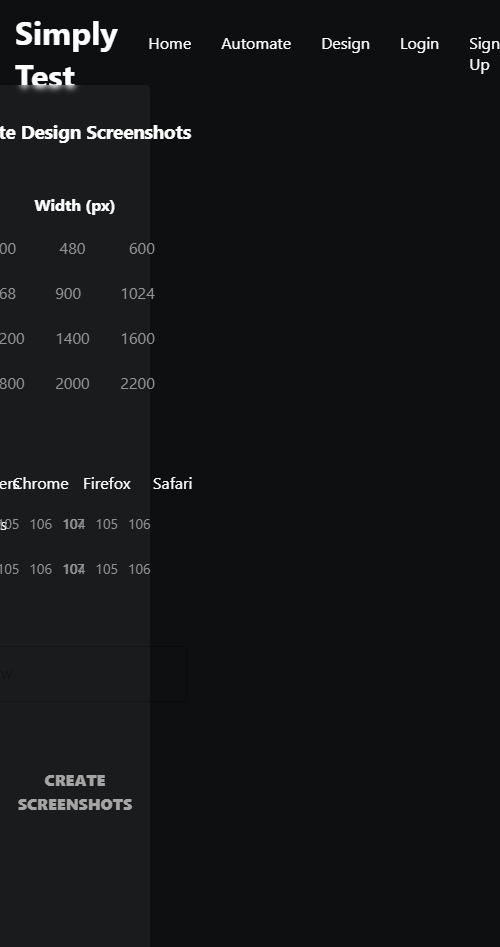 Simply
Test
Home Automate Design Login Sign
Up
te Design Screenshots
Width (px)
00 480 600
68 900 1024
200 1400 1600
800 2000 2200
ers Chrome Firefox Safari
s 105 106 107 105 106
105 106 107 105 106
w
CREATE
SCREENSHOTS